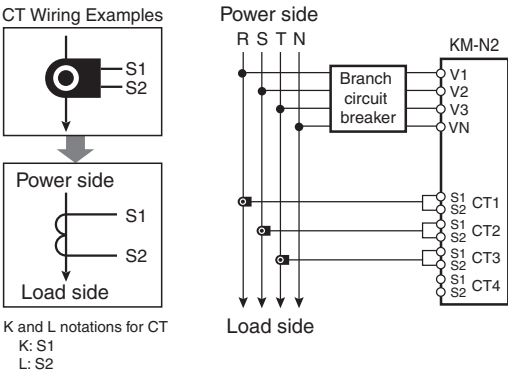 CT Wiring Examples
S1
S2
Power side
S1
S2
Load side
K and L notations for CT
K: S1
L: S2
Power side
R S T N
KM-N2
Branch
circuit
breaker
V1
V2
V3
VN
S1
S2 CT1
S1
S2 CT2
S1
S2 CT3
S1
S2 CT4
Load side